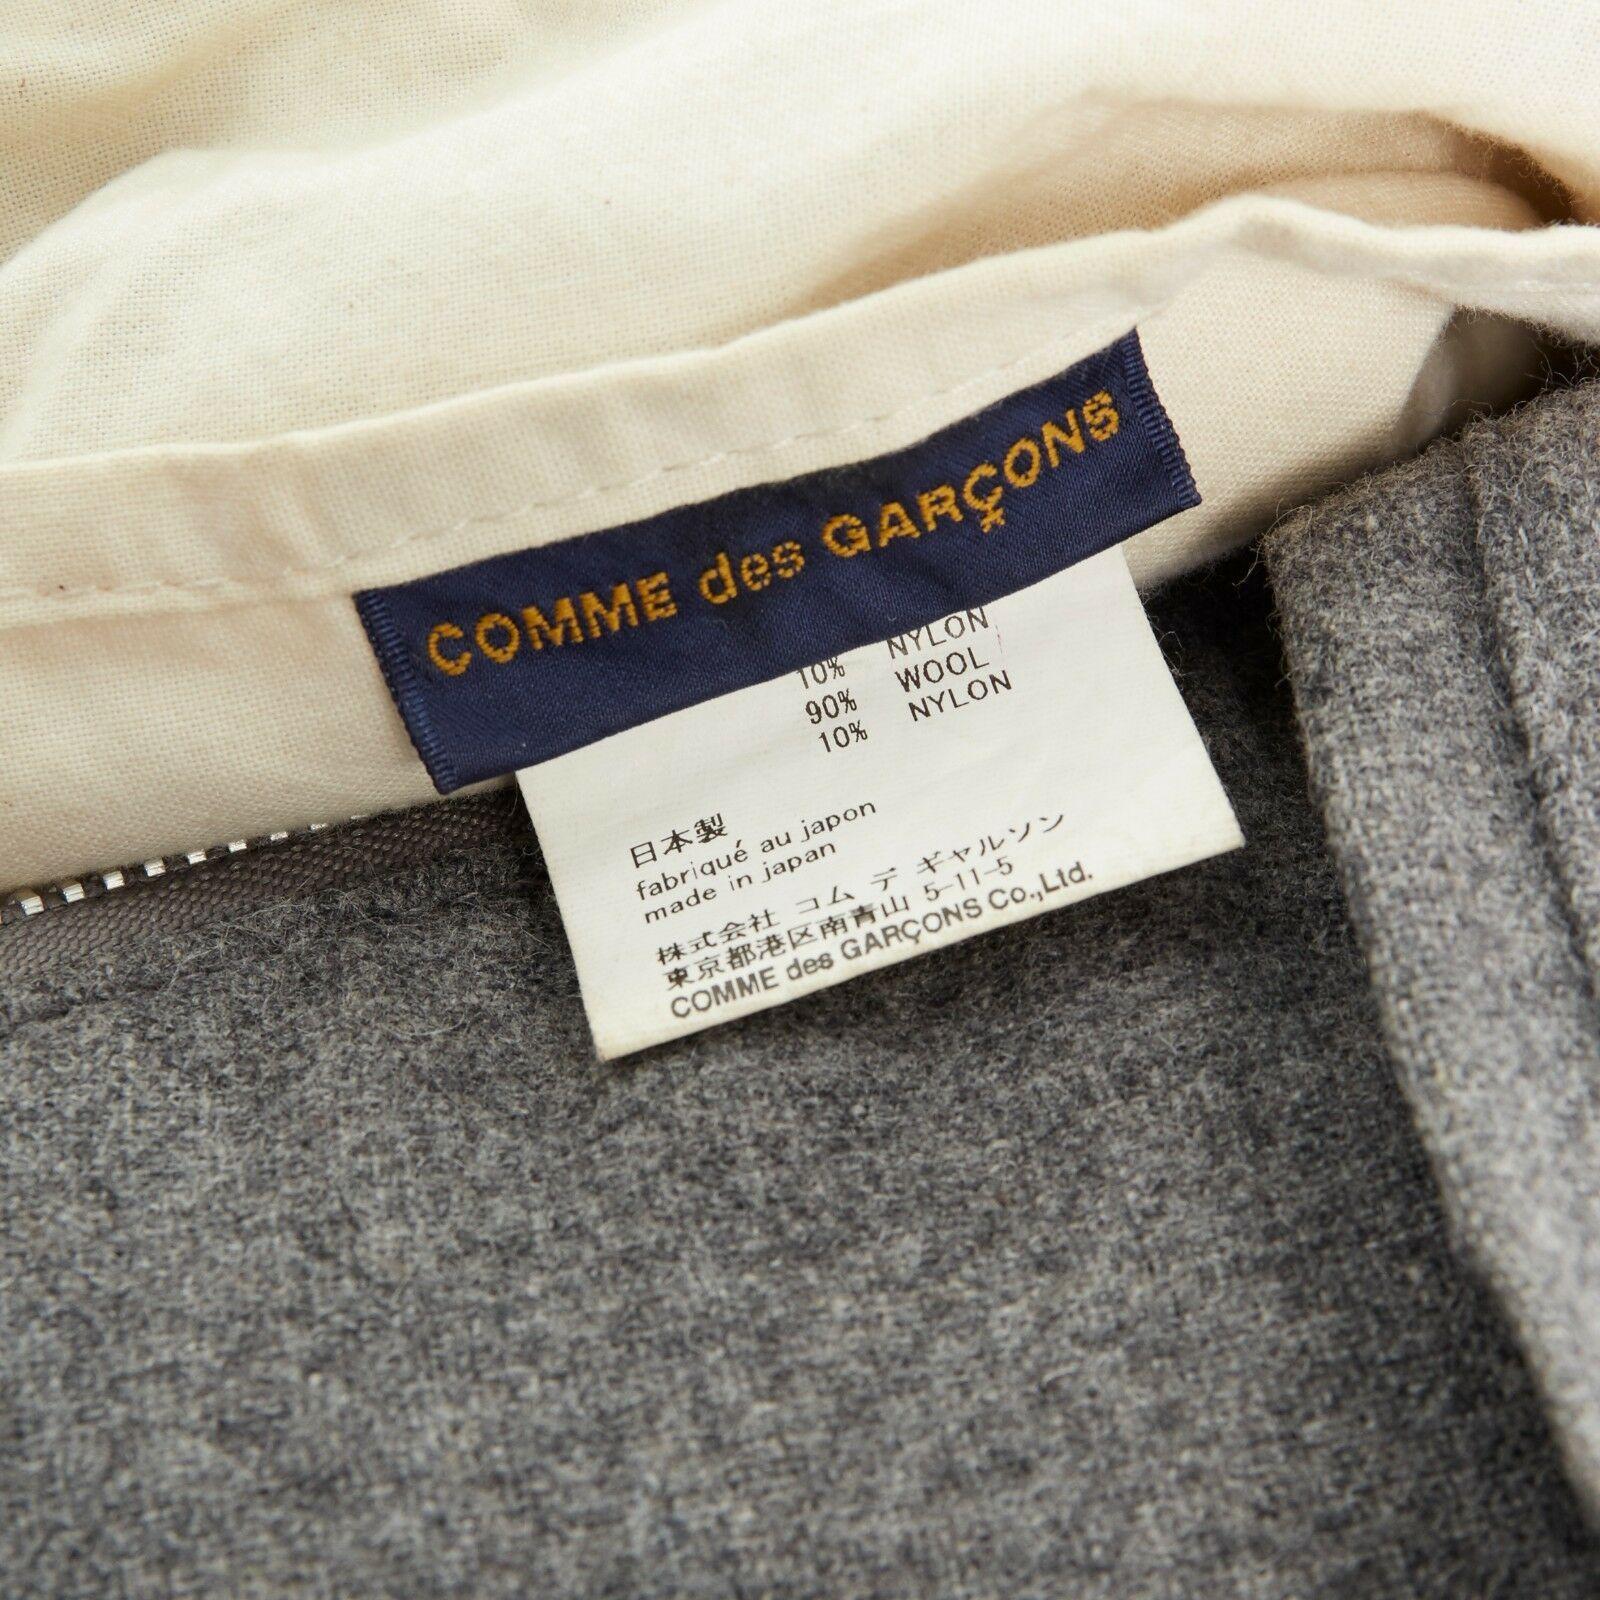 COMME des GARÇONS
10% NYLON
90% WOOL
10% NYLON
日本製
fabriqué au japon
made in japan
株式会社 コム デ ギャルソン
東京都港区南青山 5-11-5
COMME des GARÇONS Co.,Ltd.